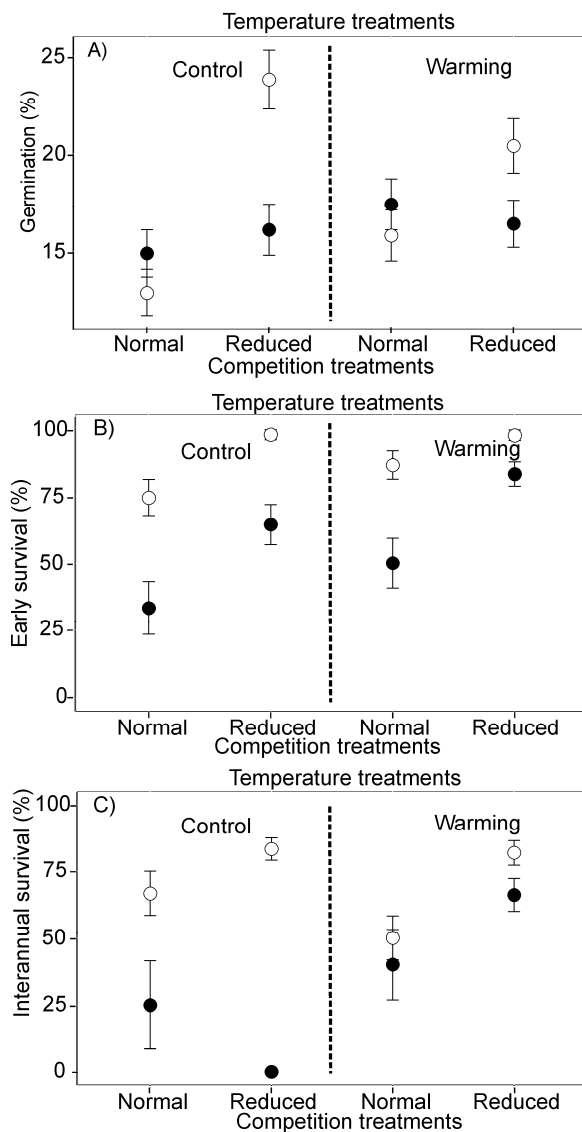 Temperature treatments
A)
Control
Warming
Germination (%)
25
20
15
Normal
Reduced
Normal
Reduced
Competition treatments
Temperature treatments
B)
Control
Warming
Early survival (%)
100
75
50
25
0
Normal
Reduced
Normal
Reduced
Competition treatments
Temperature treatments
C)
Control
Warming
Interannual survival (%)
100
75
50
25
0
Normal
Reduced
Normal
Reduced
Competition treatments